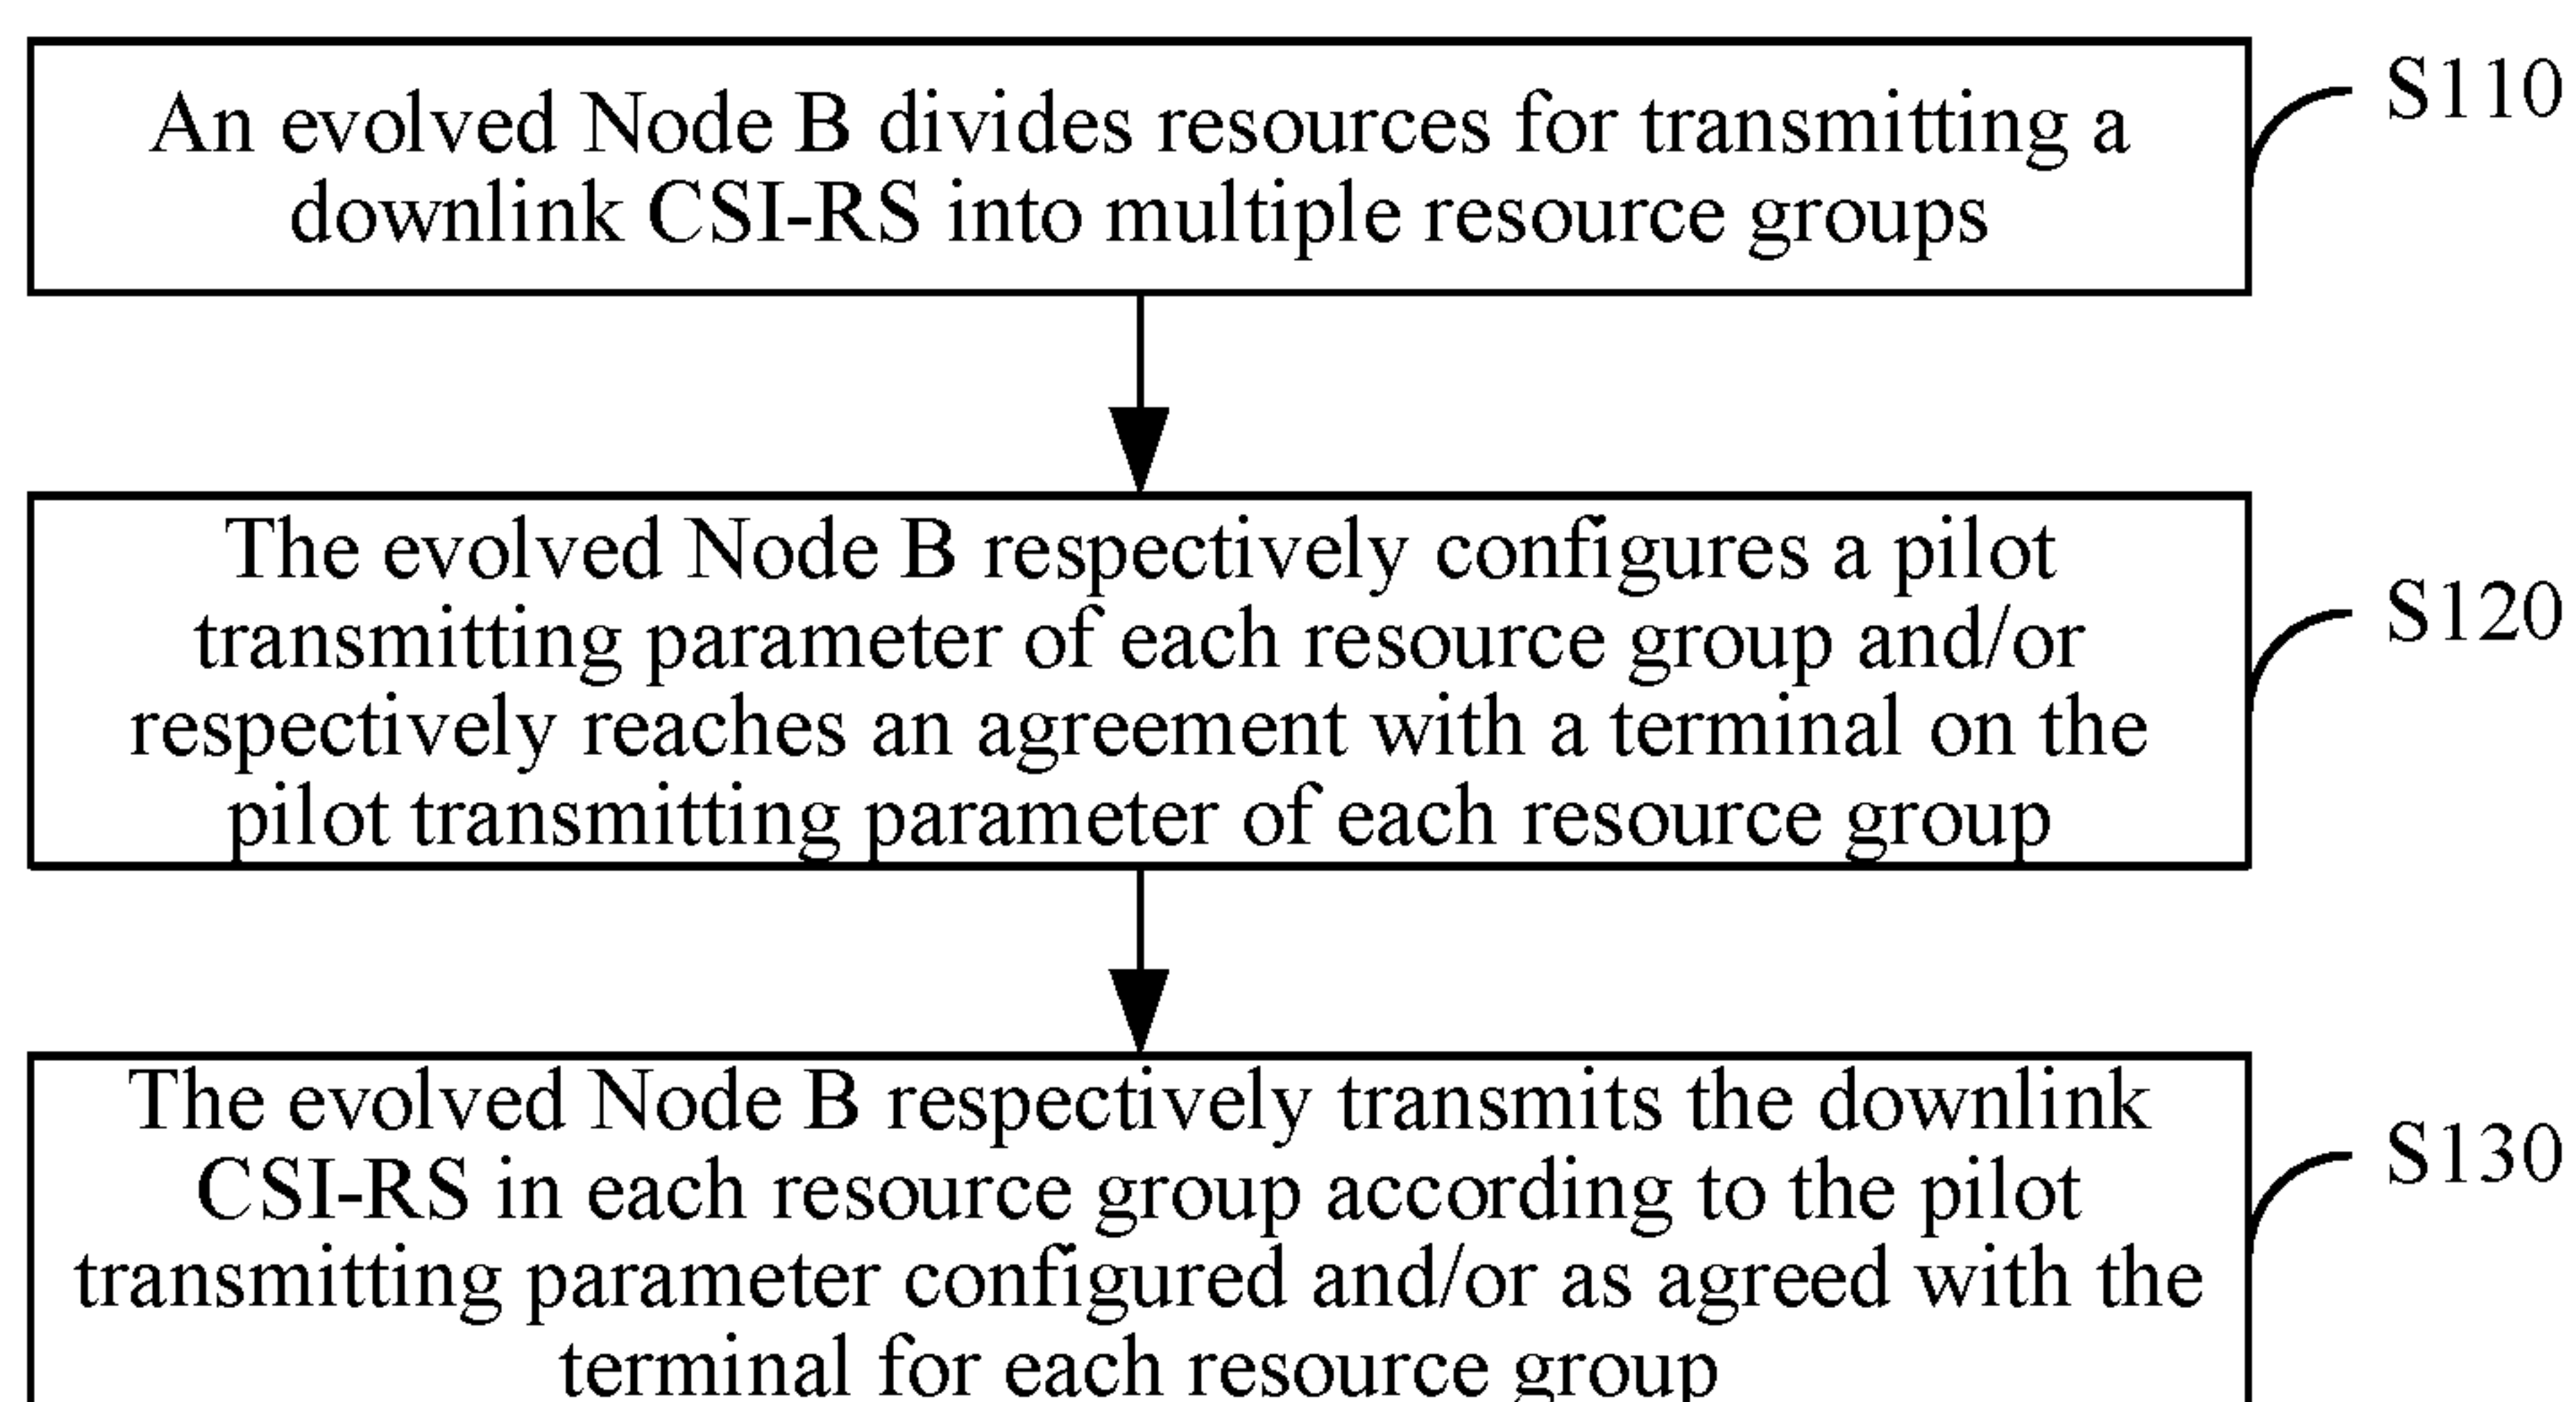 An evolved Node B divides resources for transmitting a
downlink CSI-RS into multiple resource groups
S110
The evolved Node B respectively configures a pilot
transmitting parameter of each resource group and/or
respectively reaches an agreement with a terminal on the
pilot transmitting parameter of each resource group
S120
The evolved Node B respectively transmits the downlink
CSI-RS in each resource group according to the pilot
transmitting parameter configured and/or as agreed with the
terminal for each resource group
S130